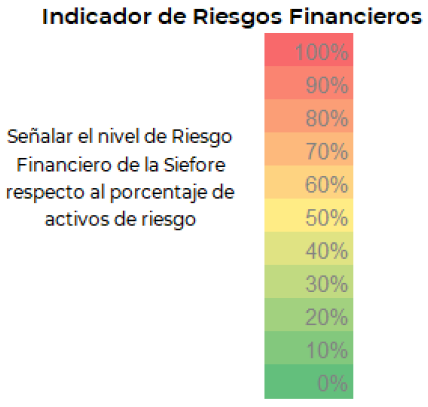 Indicador de Riesgos Financieros
100%
90%
80%
Señalar el nivel de Riesgo
Financiero de la Siefore
respecto al porcentaje de
activos de riesgo
70%
60%
50%
40%
30%
20%
10%
0%